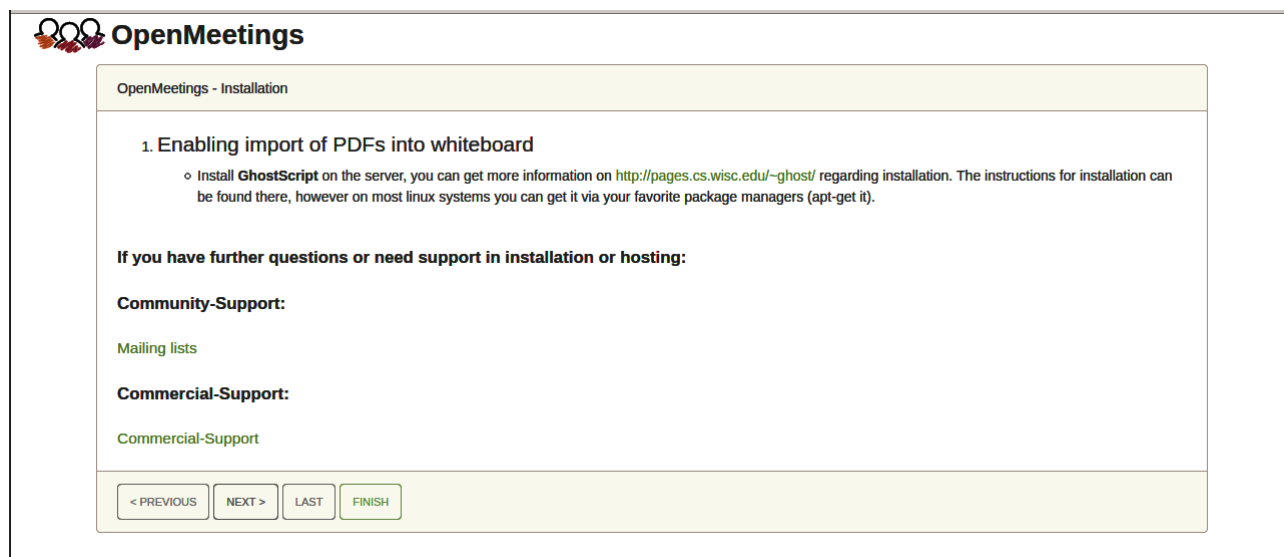 OpenMeetings
OpenMeetings - Installation
1. Enabling import of PDFs into whiteboard
Install GhostScript on the server, you can get more information on http://pages.cs.wisc.edu/~ghost/ regarding installation. The instructions for installation can
be found there, however on most linux systems you can get it via your favorite package managers (apt-get it).
If you have further questions or need support in installation or hosting:
Community-Support:
Mailing lists
Commercial-Support:
Commercial-Support
< PREVIOUS NEXT > LAST FINISH